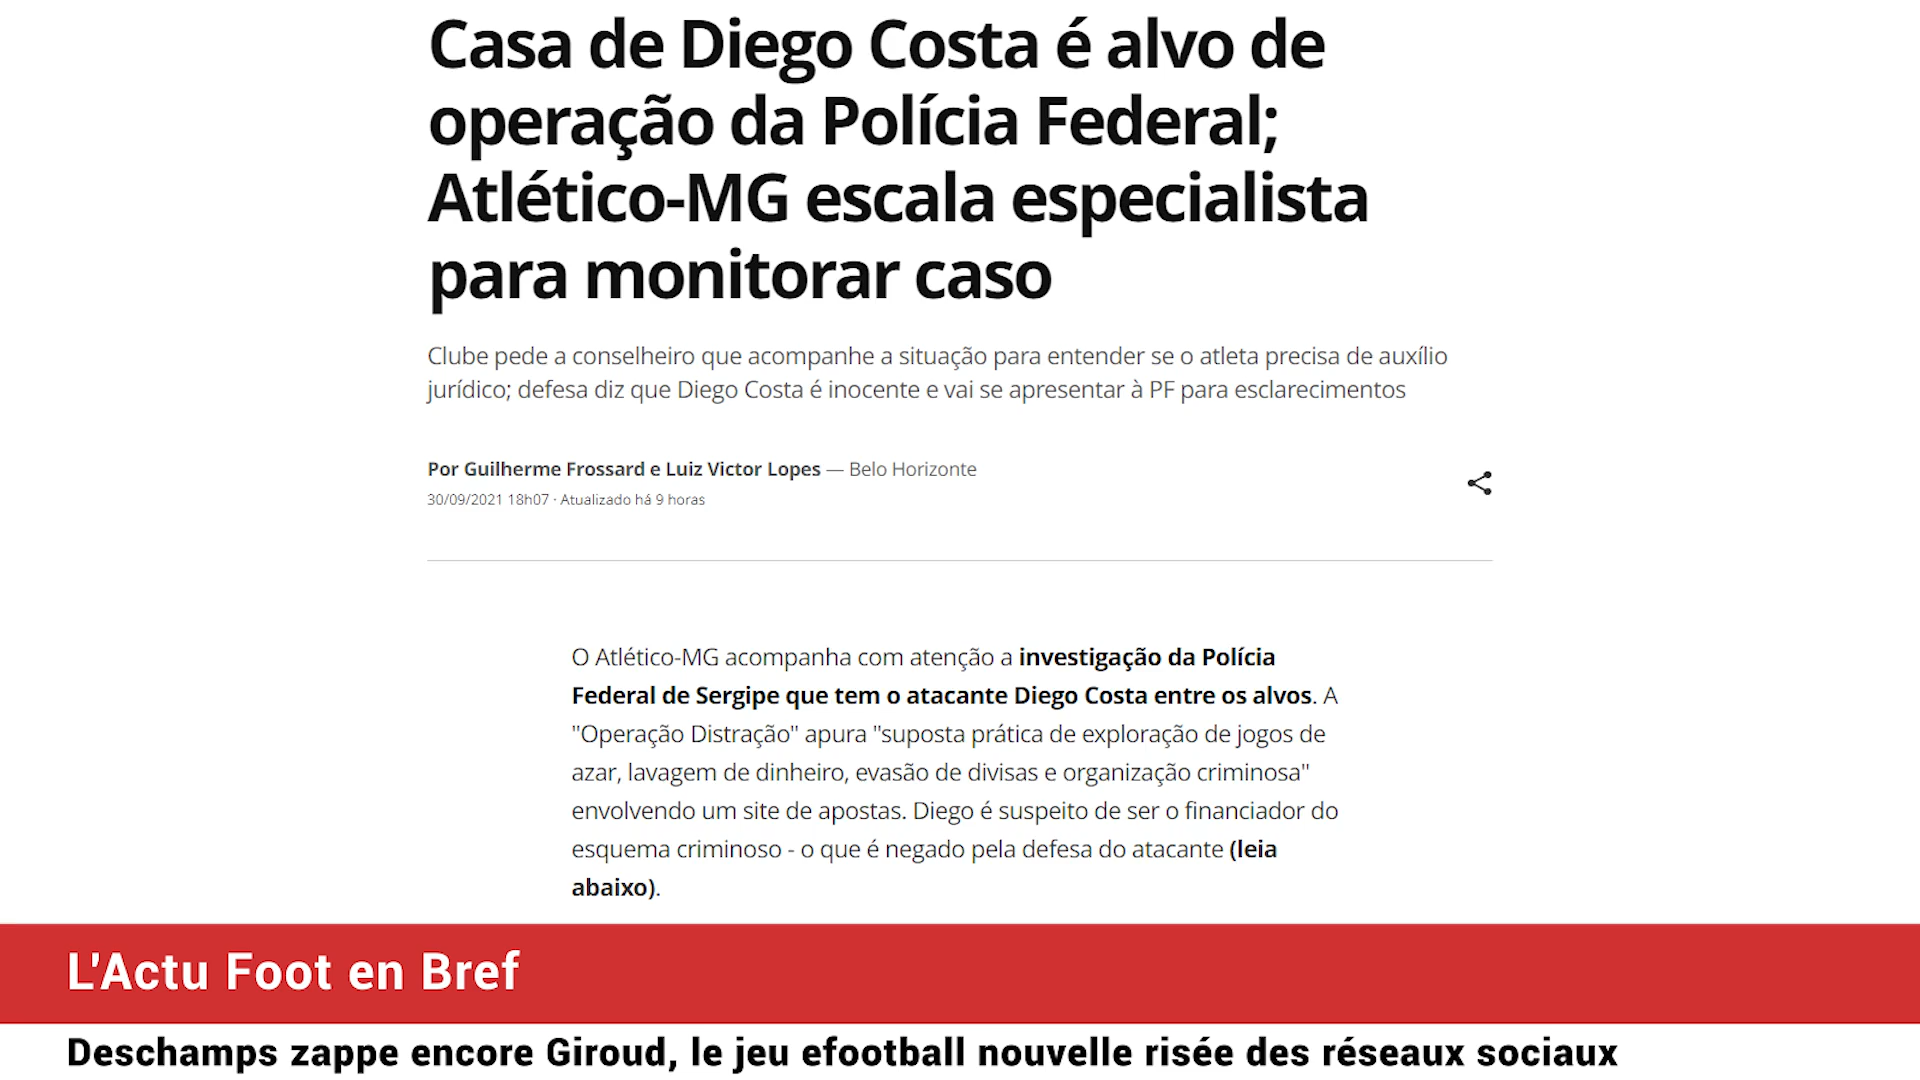 Casa de Diego Costa é alvo de
operação da Polícia Federal;
Atlético-MG escala especialista
para monitorar caso
Clube pede a conselheiro que acompanhe a situação para entender se o atleta precisa de auxílio
jurídico; defesa diz que Diego Costa é inocente e vai se apresentar à PF para esclarecimentos
Por Guilherme Frossard e Luiz Victor Lopes — Belo Horizonte
30/09/2021 18h07 · Atualizado há 9 horas
O Atlético-MG acompanha com atenção a investigação da Polícia
Federal de Sergipe que tem o atacante Diego Costa entre os alvos. A
"Operação Distração" apura "suposta prática de exploração de jogos de
azar, lavagem de dinheiro, evasão de divisas e organização criminosa"
envolvendo um site de apostas. Diego é suspeito de ser o financiador do
esquema criminoso - o que é negado pela defesa do atacante (leia
abaixo).
L'Actu Foot en Bref
Deschamps zappe encore Giroud, le jeu efootball nouvelle risée des réseaux sociaux